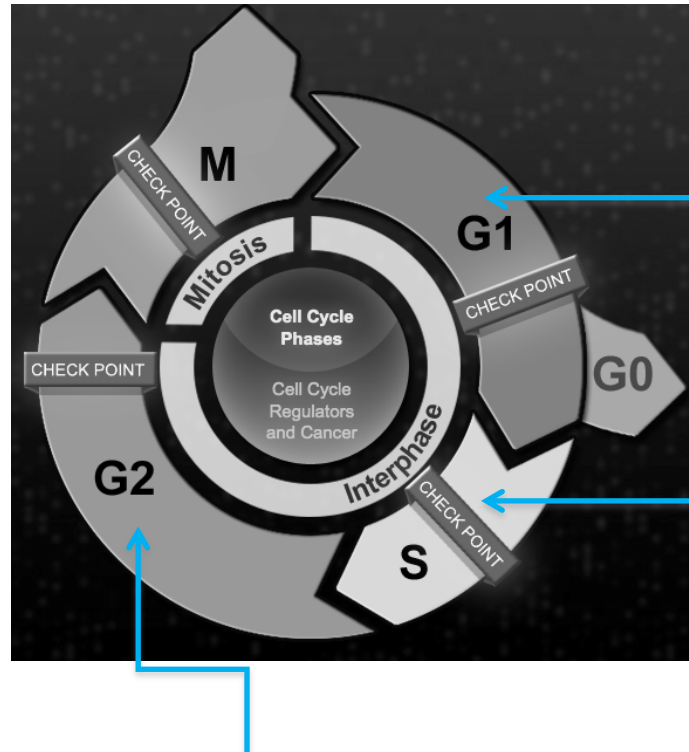 M
CHECK POINT
G1
CHECK POINT
Mitosis
Cell Cycle
Phases
Cell Cycle
Regulators
and Cancer
CHECK POINT
G0
G2
Interphase
CHECK POINT
S